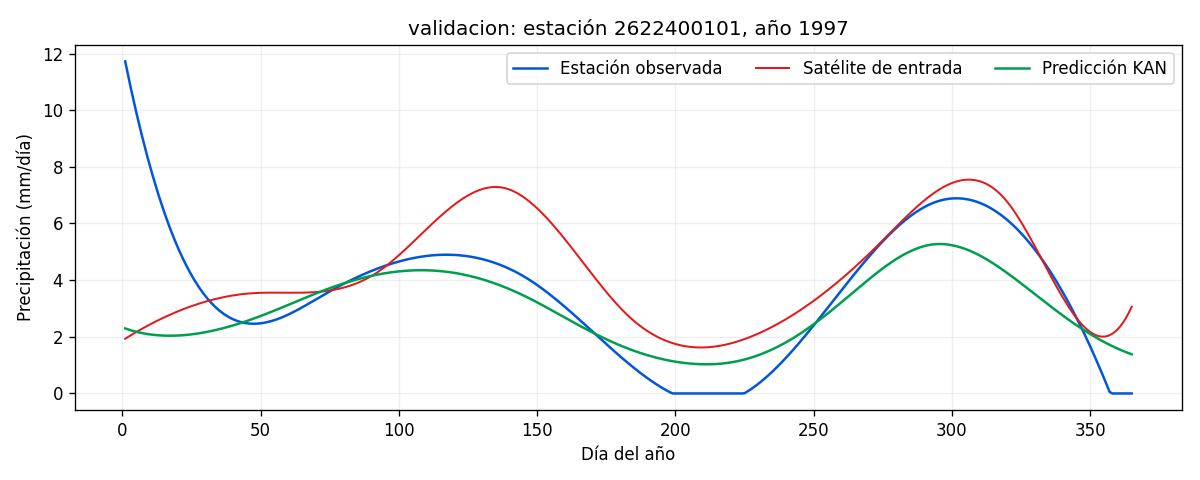 validacion: estación 2622400101, año 1997
Estación observada
Satélite de entrada
Predicción KAN
Precipitación (mm/día)
12
10
8
6
4
2
0
0
50
100
150
200
250
300
350
Día del año